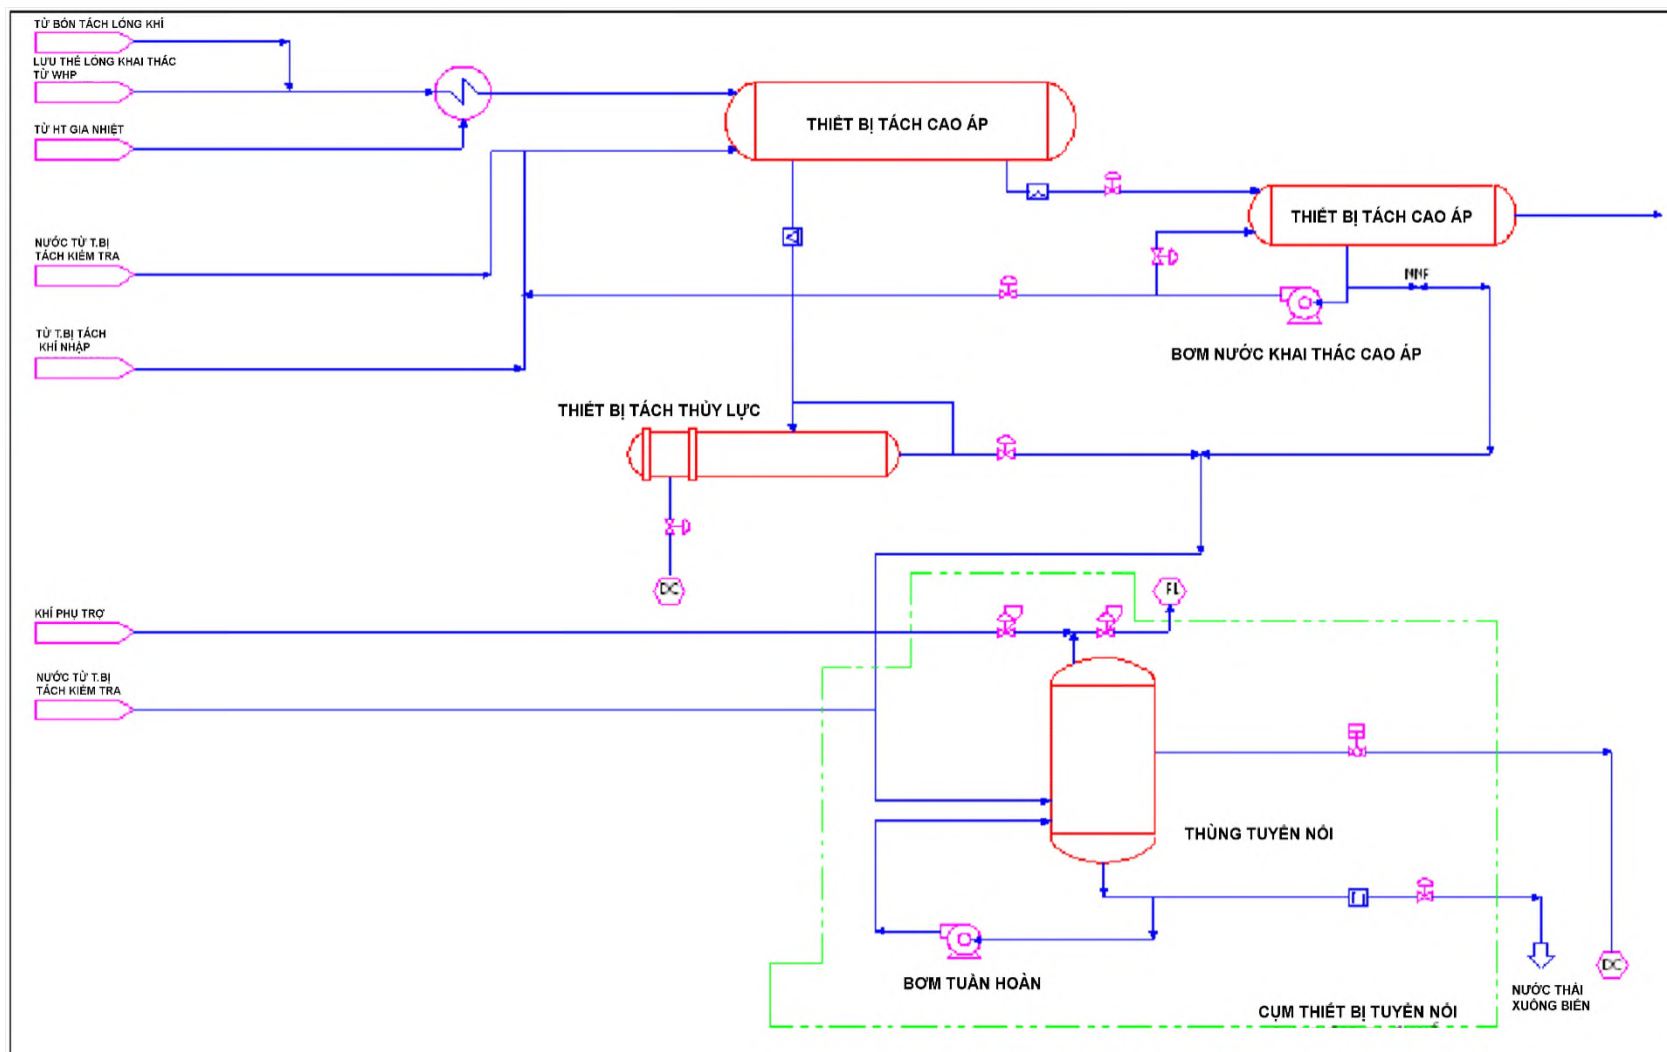 TỪ BỒN TÁCH LỎNG KHÍ
LƯU THỂ LỎNG KHAI THÁC
TỪ WHP
TỪ HT GIA NHIỆT
THIẾT BỊ TÁCH CAO ÁP
THIẾT BỊ TÁCH CAO ÁP
NƯỚC TỪ T.BỊ
TÁCH KIỂM TRA
NNF
TỪ T.BỊ TÁCH
KHÍ NHẬP
BƠM NƯỚC KHAI THÁC CAO ÁP
THIẾT BỊ TÁCH THỦY LỰC
DC
FL
KHÍ PHỤ TRỢ
NƯỚC TỪ T.BỊ
TÁCH KIỂM TRA
THÙNG TUYỂN NỔI
BƠM TUẦN HOÀN
DC
NƯỚC THẢI
XUỐNG BIỂN
CỤM THIẾT BỊ TUYỂN NỔI